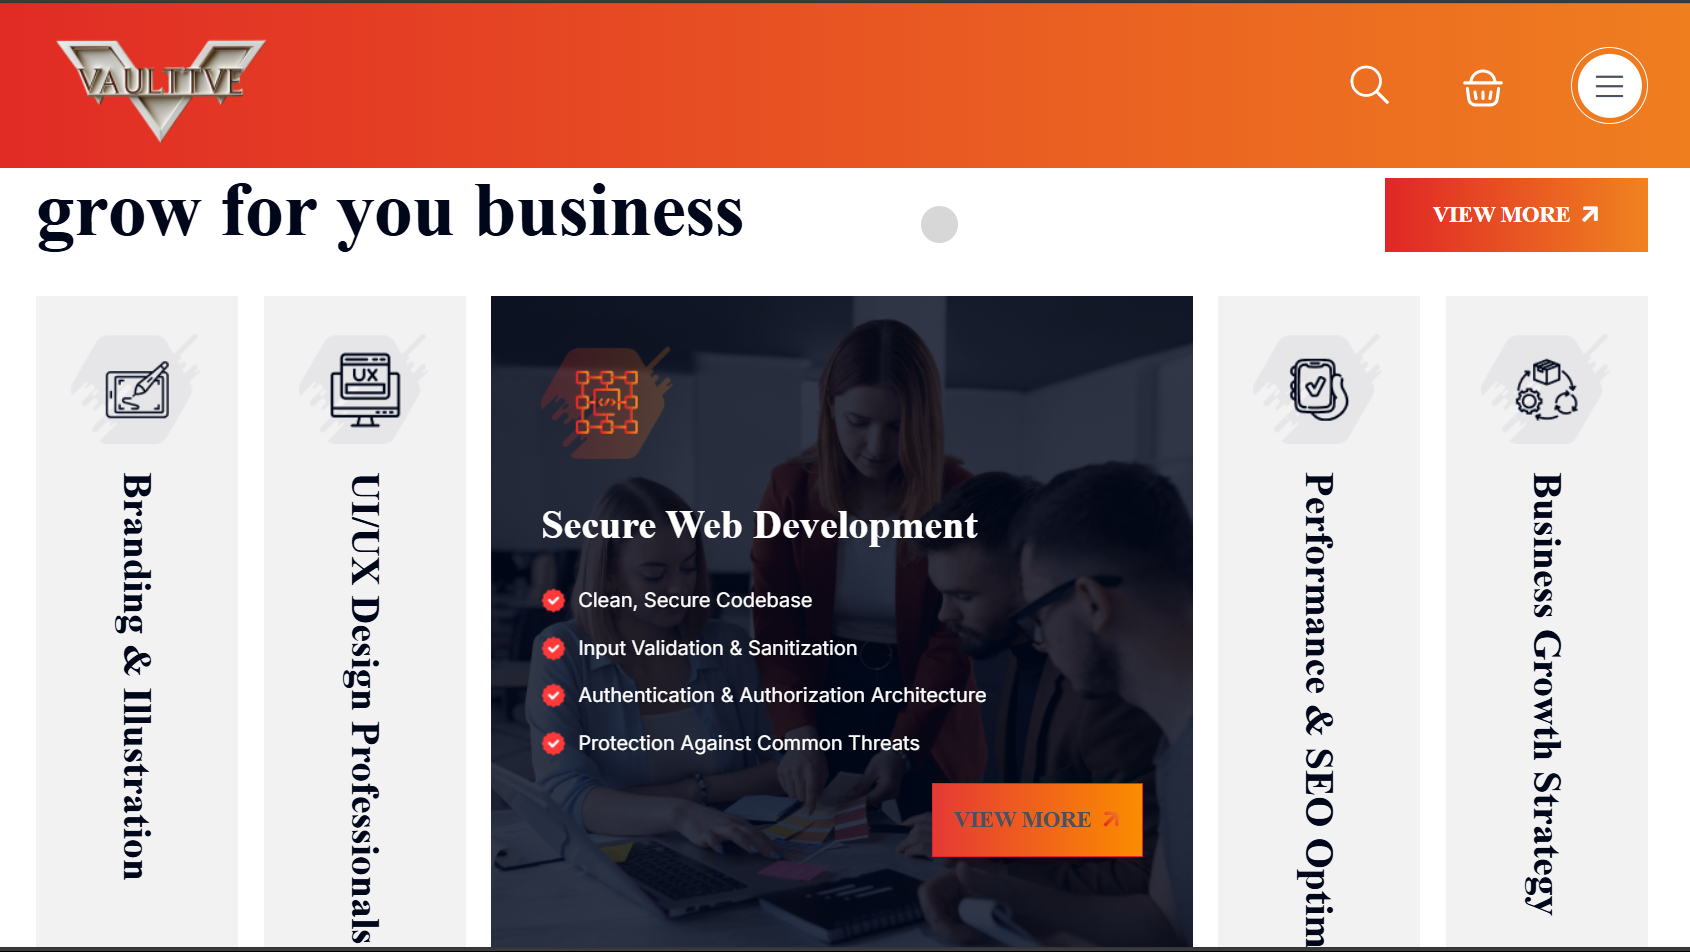 VAULTIVE
grow for you business
VIEW MORE
Branding & Illustration
UX
UI/UX Design Professionals
Secure Web Development
Clean, Secure Codebase
Input Validation & Sanitization
Authentication & Authorization Architecture
Protection Against Common Threats
VIEW MORE
Performance & SEO Optim
Business Growth Strategy